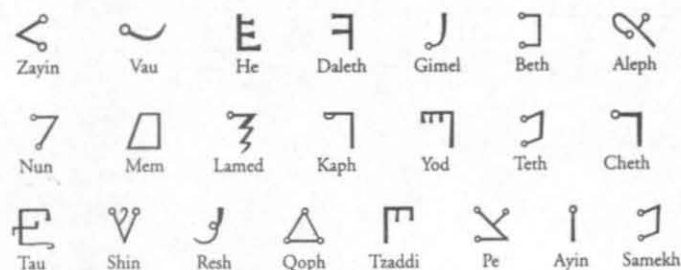 Zayin Vau He Daleth Gimel Beth Aleph
Nun Mem Lamed Kaph Yod Teth Cheth
Tau Shin Resh Qoph Tzaddi Pe Ayin Samekh